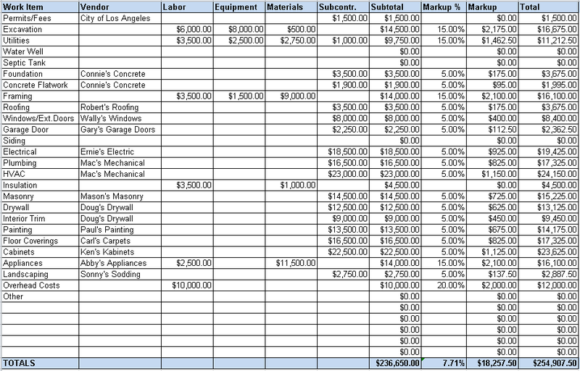 Work Item Vendor Labor Equipment Materials Subcontr. Subtotal Markup % Markup Total
Permits/Fees City of Los Angeles $1,500.00 $1,500.00 $0.00 $1,500.00
Excavation $6,000.00 $8,000.00 $500.00 $14,500.00 15.00% $2,175.00 $16,675.00
Utilities $3,500.00 $2,500.00 $2,750.00 $1,000.00 $9,750.00 15.00% $1,462.50 $11,212.50
Water Well $0.00 $0.00 $0.00
Septic Tank $0.00 $0.00 $0.00
Foundation Connie's Concrete $3,500.00 $3,500.00 5.00% $175.00 $3,675.00
Concrete Flatwork Connie's Concrete $1,900.00 $1,900.00 5.00% $95.00 $1,995.00
Framing $3,500.00 $1,500.00 $9,000.00 $14,000.00 15.00% $2,100.00 $16,100.00
Roofing Robert's Roofing $3,500.00 $3,500.00 5.00% $175.00 $3,675.00
Windows/Ext.Doors Wally's Windows $8,000.00 $8,000.00 5.00% $400.00 $8,400.00
Garage Door Gary's Garage Doors $2,250.00 $2,250.00 5.00% $112.50 $2,362.50
Siding $0.00 $0.00 $0.00
Electrical Ernie's Electric $18,500.00 $18,500.00 5.00% $925.00 $19,425.00
Plumbing Mac's Mechanical $16,500.00 $16,500.00 5.00% $825.00 $17,325.00
HVAC Mac's Mechanical $23,000.00 $23,000.00 5.00% $1,150.00 $24,150.00
Insulation $3,500.00 $1,000.00 $4,500.00 $0.00 $4,500.00
Masonry Mason's Masonry $14,500.00 $14,500.00 5.00% $725.00 $15,225.00
Drywall Doug's Drywall $12,500.00 $12,500.00 5.00% $625.00 $13,125.00
Interior Trim Doug's Drywall $9,000.00 $9,000.00 5.00% $450.00 $9,450.00
Painting Paul's Painting $13,500.00 $13,500.00 5.00% $675.00 $14,175.00
Floor Coverings Carl's Carpets $16,500.00 $16,500.00 5.00% $825.00 $17,325.00
Cabinets Ken's Kabinets $22,500.00 $22,500.00 5.00% $1,125.00 $23,625.00
Appliances Abby's Appliances $2,500.00 $11,500.00 $14,000.00 15.00% $2,100.00 $16,100.00
Landscaping Sonny's Sodding $2,750.00 $2,750.00 5.00% $137.50 $2,887.50
Overhead Costs $10,000.00 $10,000.00 20.00% $2,000.00 $12,000.00
Other $0.00 $0.00 $0.00
$0.00 $0.00 $0.00
$0.00 $0.00 $0.00
$0.00 $0.00 $0.00
$0.00 $0.00 $0.00
$0.00 $0.00 $0.00
TOTALS $236,650.00 7.71% $18,257.50 $254,907.50